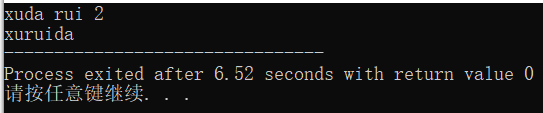 xuda rui 2
xuruida
--------------------------------
Process exited after 6.52 seconds with return value 0
请按任意键继续. . .